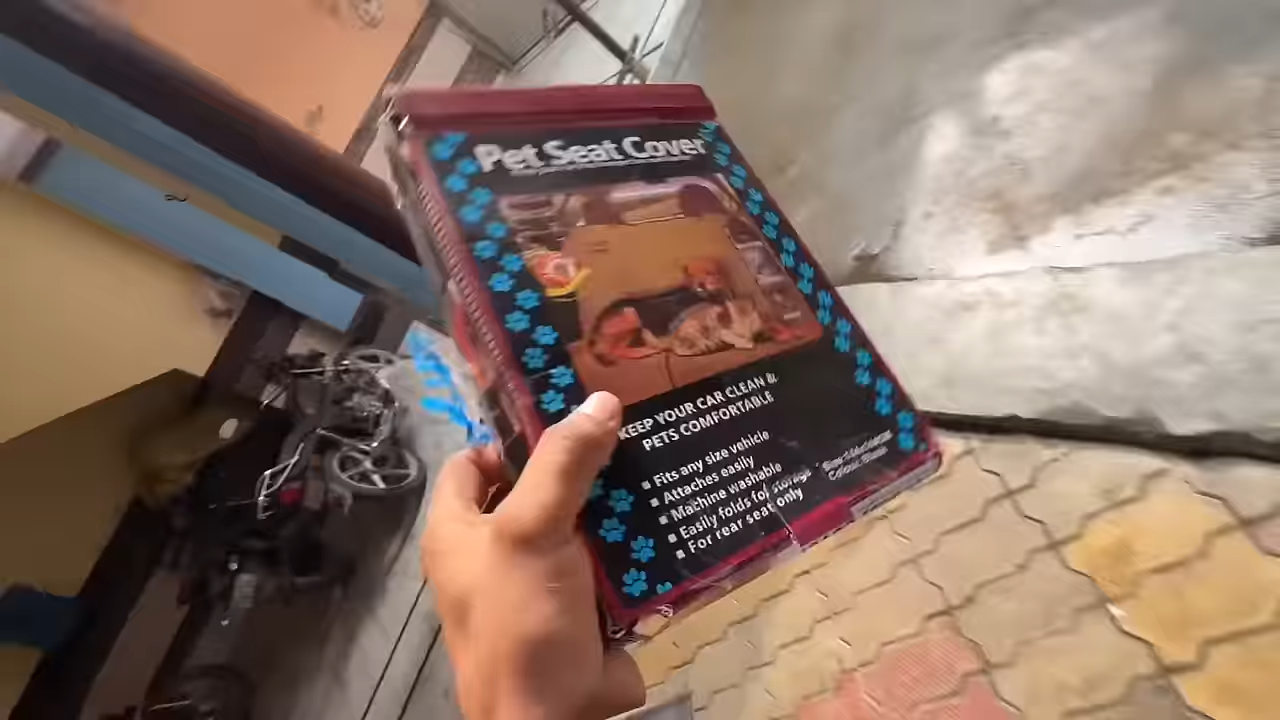 Pet Seat Cover
KEEP YOUR CAR CLEAN &
PETS COMFORTABLE
▪ Fits any size vehicle
▪ Attaches easily
▪ Machine washable
▪ Easily folds for storage
▪ For rear seat only